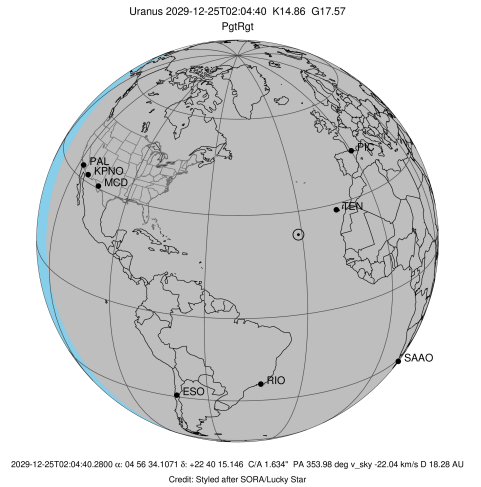 Uranus 2029-12-25T02:04:40 K14.86 G17.57
PgtRgt
PIC
PAL
KPNO
MCD
TEN
SAAO
RIO
ESO
2029-12-25T02:04:40.2800 α: 04 56 34.1071 δ: +22 40 15.146 C/A 1.634" PA 353.98 deg v_sky -22.04 km/s D 18.28 AU
Credit: Styled after SORA/Lucky Star